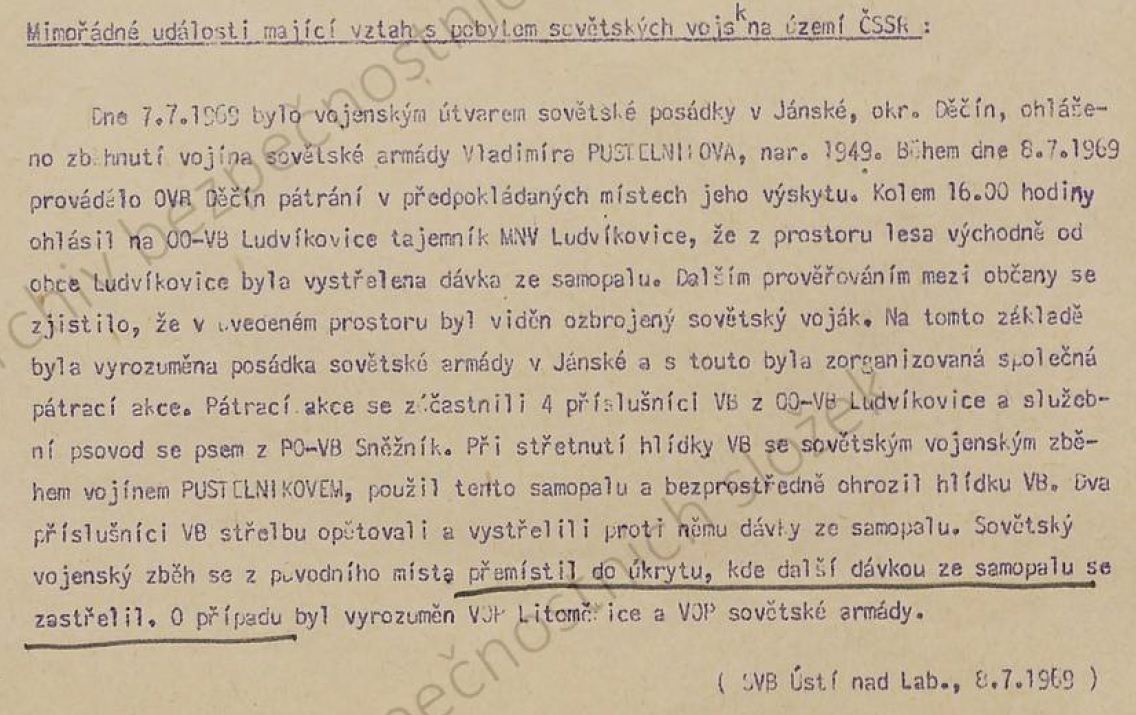 Mimořádné události mající vztah s pobytem sovětských vojsk na území ČSSR :
Dne 7.7.1969 bylo vojenským útvarem sovětské posádky v Jánské, okr. Děčín, ohláše-
no zběhnutí vojína sovětské armády Vladimíra PUSTELNIKOVA, nar. 1949. Během dne 8.7.1969
provádělo OVB Děčín pátrání v předpokládaných místech jeho výskytu. Kolem 16.00 hodiny
ohlásil na OO-VB Ludvíkovice tajemník MNV Ludvíkovice, že z prostoru lesa východně od
obce Ludvíkovice byla vystřelena dávka ze samopalu. Dalším prověřováním mezi občany se
zjistilo, že v uvedeném prostoru byl viděn ozbrojený sovětský voják. Na tomto základě
byla vyrozuměna posádka sovětské armády v Jánské a s touto byla zorganizovaná společná
pátrací akce. Pátrací akce se zúčastnili 4 příslušníci VB z OO-VB Ludvíkovice a služeb-
ní psovod se psem z PO-VB Sněžník. Při střetnutí hlídky VB se sovětským vojenským zbě-
hem vojínem PUSTELNIKOVEM, použil tento samopalu a bezprostředně ohrozil hlídku VB. Dva
příslušníci VB střelbu opětovali a vystřelili proti němu dávky ze samopalu. Sovětský
vojenský zběh se z původního místa přemístil do úkrytu, kde další dávkou ze samopalu se
zastřelil. O případu byl vyrozuměn VOP Litoměřice a VOP sovětské armády.
( SVB Ústí nad Lab., 8.7.1969 )